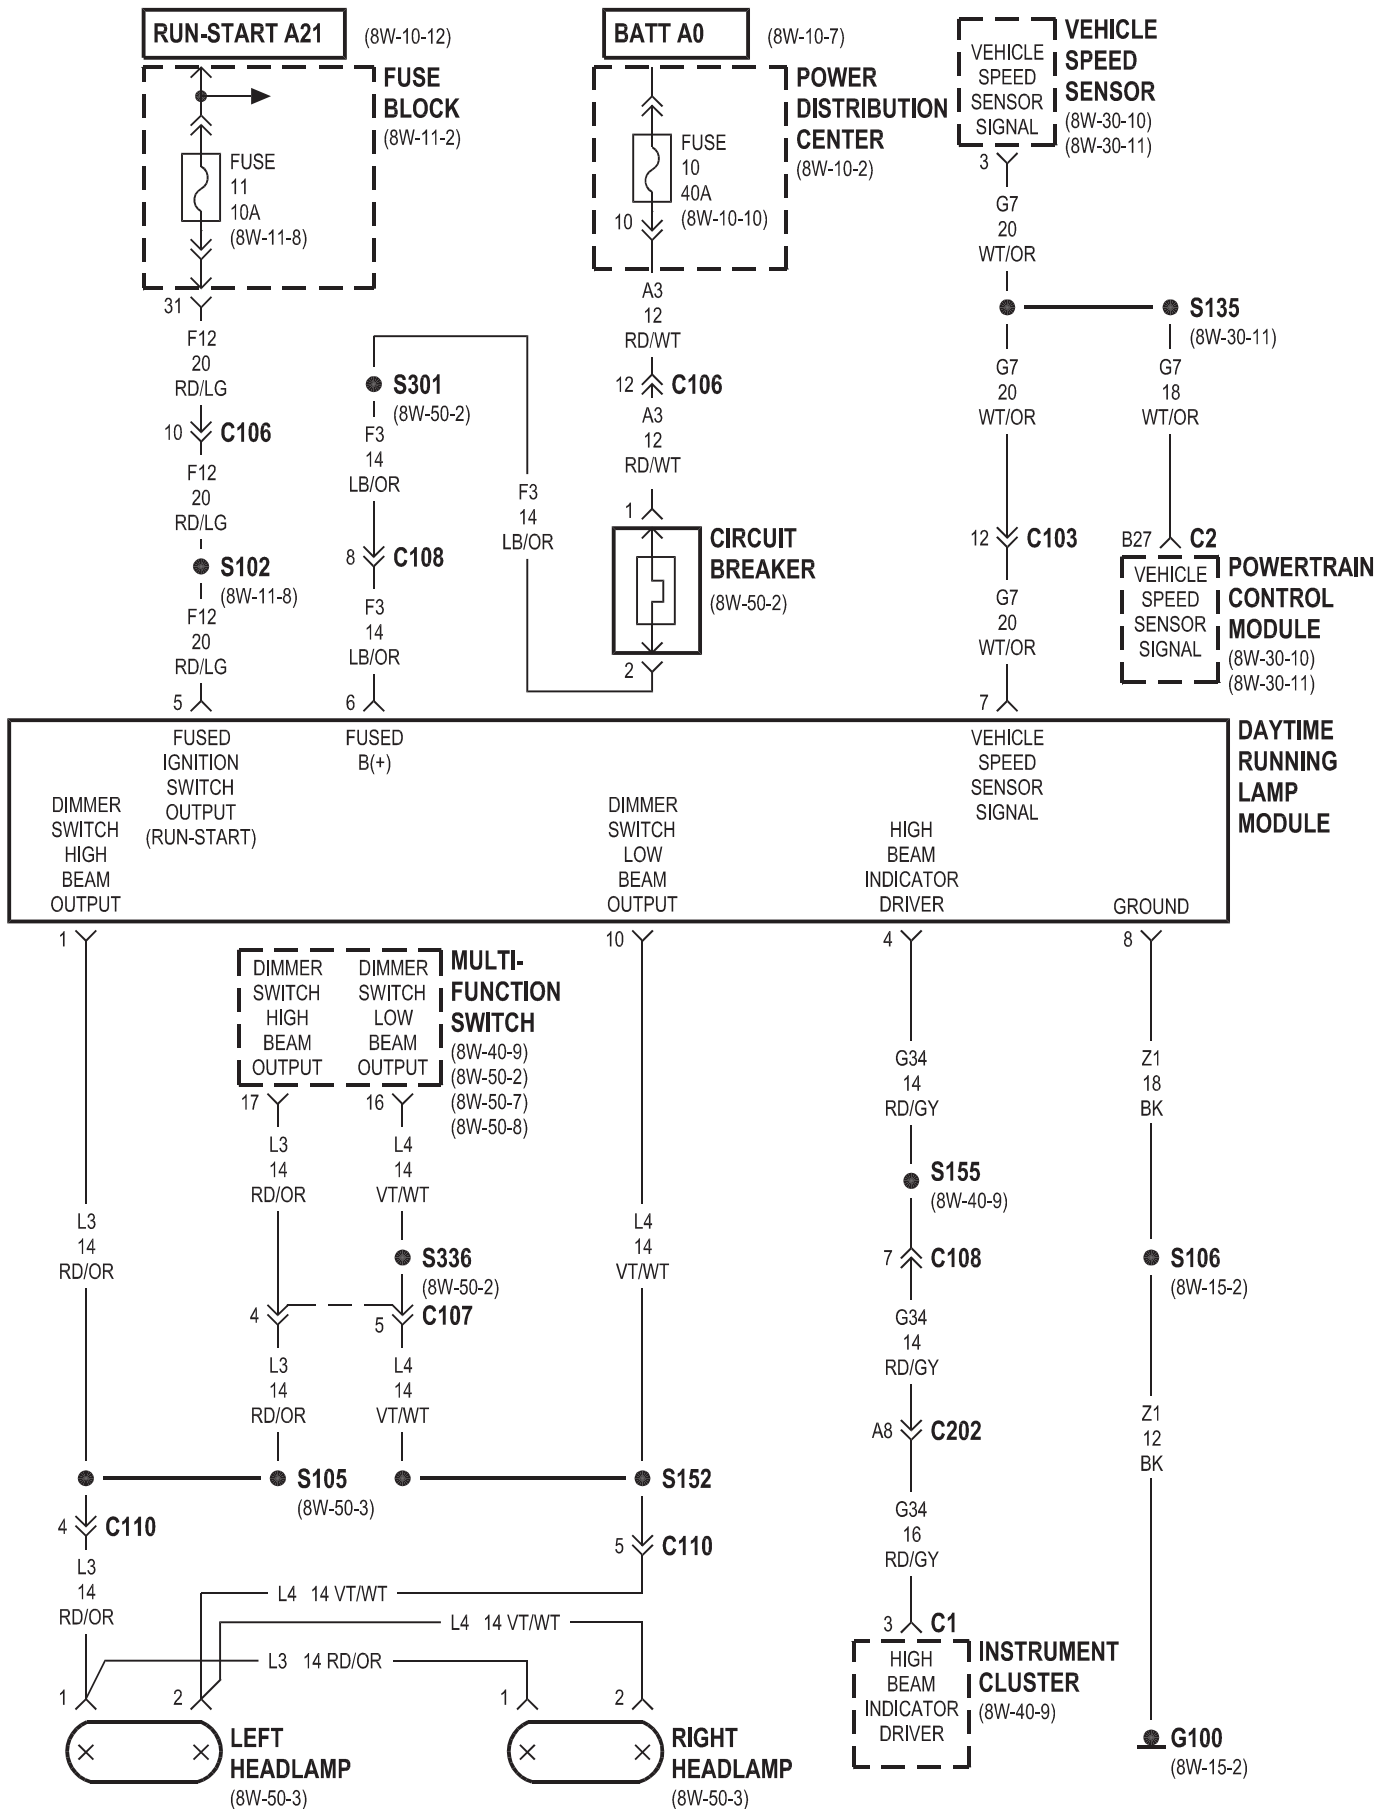 RUN-START A21
(8W-10-12)
FUSE
BLOCK
(8W-11-2)
FUSE
11
10A
(8W-11-8)
31
F12
20
RD/LG
10
C106
F12
20
RD/LG
S102
(8W-11-8)
F12
20
RD/LG
5
S301
(8W-50-2)
F3
14
LB/OR
8
C108
F3
14
LB/OR
6
F3
14
LB/OR
BATT A0
(8W-10-7)
POWER
DISTRIBUTION
CENTER
(8W-10-2)
FUSE
10
40A
(8W-10-10)
10
A3
12
RD/WT
12
C106
A3
12
RD/WT
1
CIRCUIT
BREAKER
(8W-50-2)
2
VEHICLE
SPEED
SENSOR
SIGNAL
VEHICLE
SPEED
SENSOR
(8W-30-10)
(8W-30-11)
3
G7
20
WT/OR
S135
(8W-30-11)
G7
20
WT/OR
G7
18
WT/OR
12
C103
B27
C2
G7
20
WT/OR
7
VEHICLE
SPEED
SENSOR
SIGNAL
POWERTRAIN
CONTROL
MODULE
(8W-30-10)
(8W-30-11)
FUSED
IGNITION
SWITCH
OUTPUT
(RUN-START)
FUSED
B(+)
VEHICLE
SPEED
SENSOR
SIGNAL
DAYTIME
RUNNING
LAMP
MODULE
DIMMER
SWITCH
HIGH
BEAM
OUTPUT
DIMMER
SWITCH
LOW
BEAM
OUTPUT
HIGH
BEAM
INDICATOR
DRIVER
GROUND
1
10
4
8
DIMMER
SWITCH
HIGH
BEAM
OUTPUT
DIMMER
SWITCH
LOW
BEAM
OUTPUT
MULTI-
FUNCTION
SWITCH
(8W-40-9)
(8W-50-2)
(8W-50-7)
(8W-50-8)
17
16
L3
14
RD/OR
L4
14
VT/WT
L3
14
RD/OR
S336
(8W-50-2)
4
5
C107
L3
14
RD/OR
L4
14
VT/WT
L4
14
VT/WT
S105
(8W-50-3)
S152
4
C110
5
C110
L3
14
RD/OR
L4 14 VT/WT
L4 14 VT/WT
L3 14 RD/OR
1
2
1
2
LEFT
HEADLAMP
(8W-50-3)
RIGHT
HEADLAMP
(8W-50-3)
G34
14
RD/GY
S155
(8W-40-9)
7
C108
G34
14
RD/GY
A8
C202
G34
16
RD/GY
3
C1
HIGH
BEAM
INDICATOR
DRIVER
INSTRUMENT
CLUSTER
(8W-40-9)
Z1
18
BK
S106
(8W-15-2)
Z1
12
BK
G100
(8W-15-2)